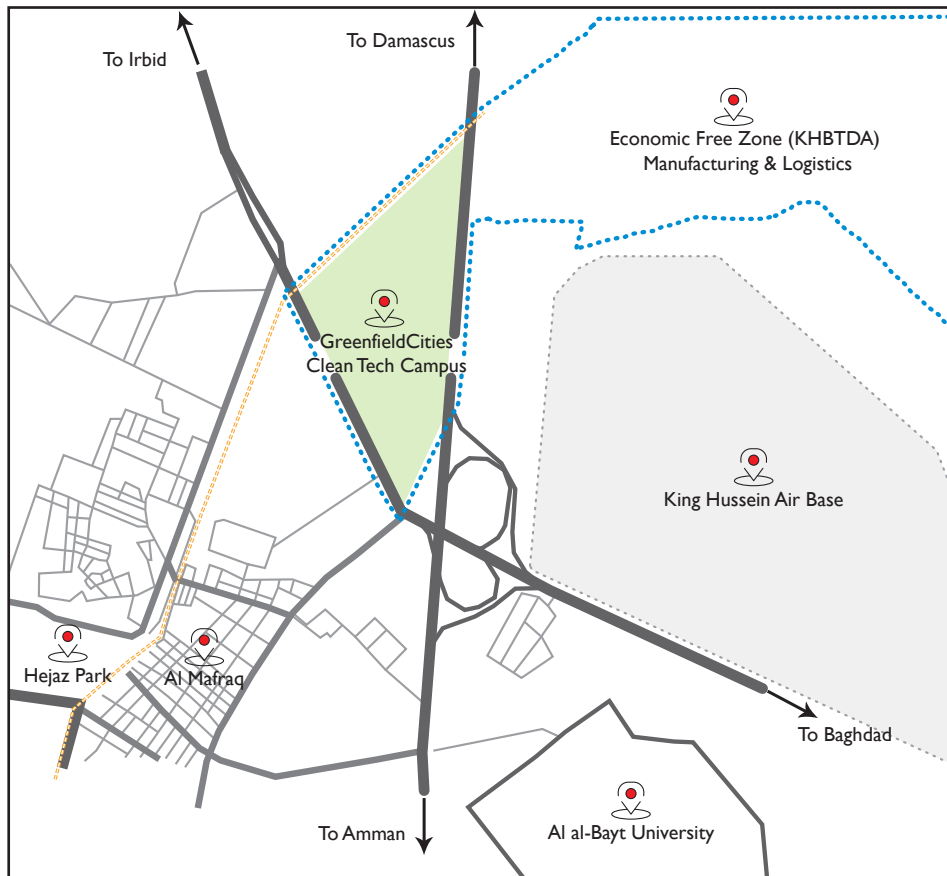 To Irbid
To Damascus
Economic Free Zone (KHBTDA)
Manufacturing & Logistics
GreenfieldCities
Clean Tech Campus
King Hussein Air Base
Hejaz Park
Al Mafraq
To Baghdad
To Amman
Al al-Bayt University